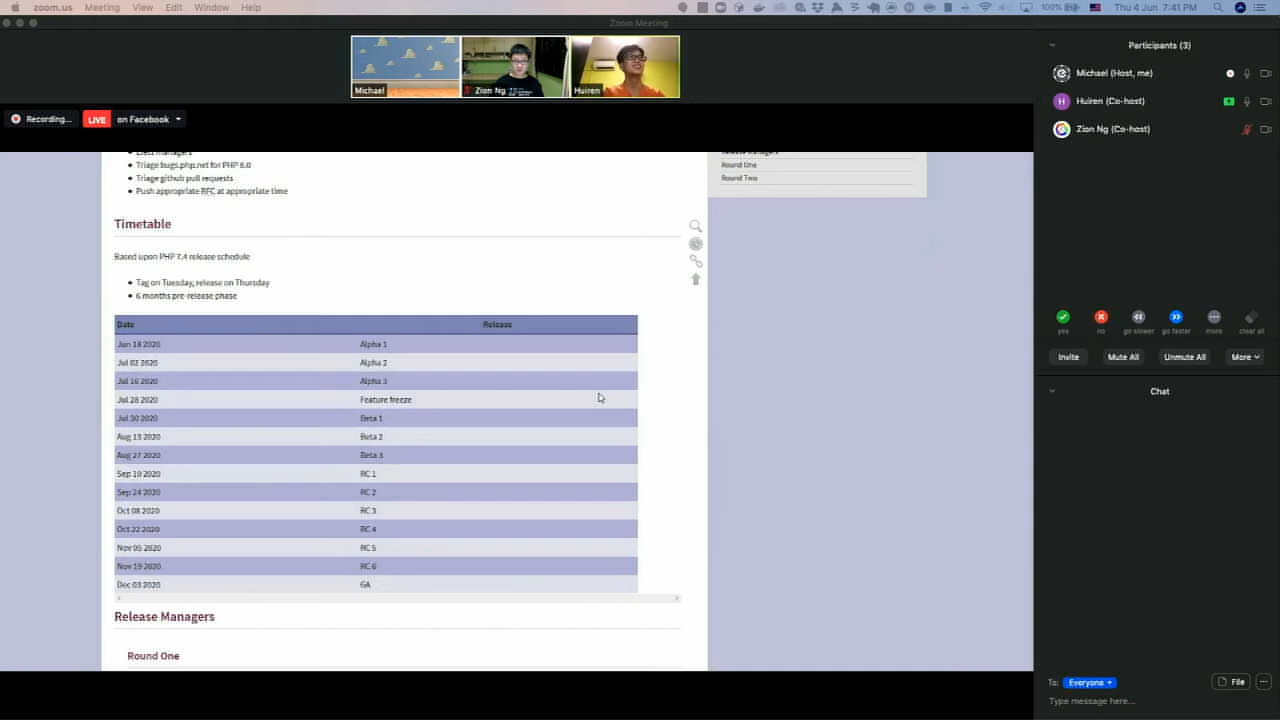 zoom.us Meeting View Edit Window Help 100% Thu 4 Jun 7:41 PM
Zoom Meeting
Michael
Zion Ng
Huiren
Recording...
LIVE on Facebook
Elect managers
Triage bugs.php.net for PHP 8.0
Triage github pull requests
Push appropriate RFC at appropriate time
Release Managers
Round One
Round Two
Timetable
Based upon PHP 7.4 release schedule
Tag on Tuesday, release on Thursday
6 months pre-release phase
Date Release
Jun 18 2020 Alpha 1
Jul 02 2020 Alpha 2
Jul 16 2020 Alpha 3
Jul 28 2020 Feature freeze
Jul 30 2020 Beta 1
Aug 13 2020 Beta 2
Aug 27 2020 Beta 3
Sep 10 2020 RC 1
Sep 24 2020 RC 2
Oct 08 2020 RC 3
Oct 22 2020 RC 4
Nov 05 2020 RC 5
Nov 19 2020 RC 6
Dec 03 2020 GA
Release Managers
Round One
Participants (3)
Michael (Host, me)
H Huiren (Co-host)
Zion Ng (Co-host)
yes no go slower go faster more clear all
Invite Mute All Unmute All More
Chat
To: Everyone File
Type message here...